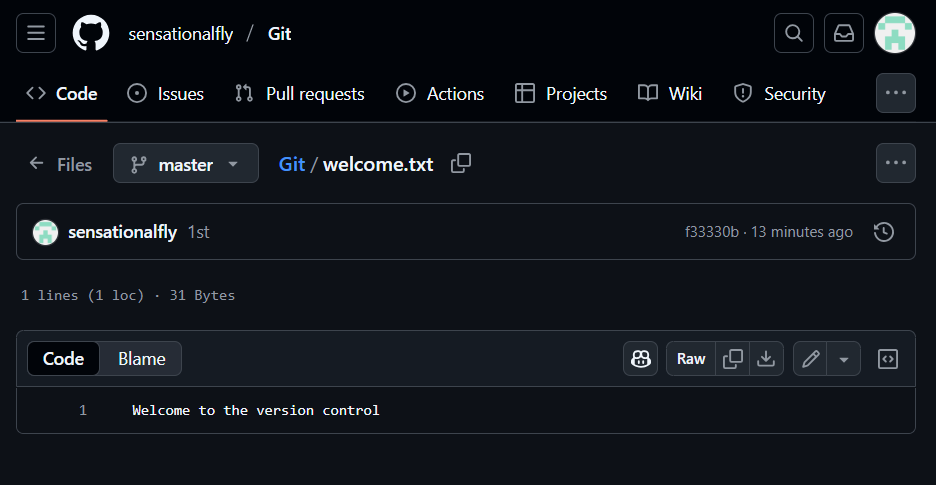 sensationalfly / Git
Code Issues Pull requests Actions Projects Wiki Security
Files master Git / welcome.txt
sensationalfly 1st f33330b · 13 minutes ago
1 lines (1 loc) · 31 Bytes
Code Blame Raw
1 Welcome to the version control